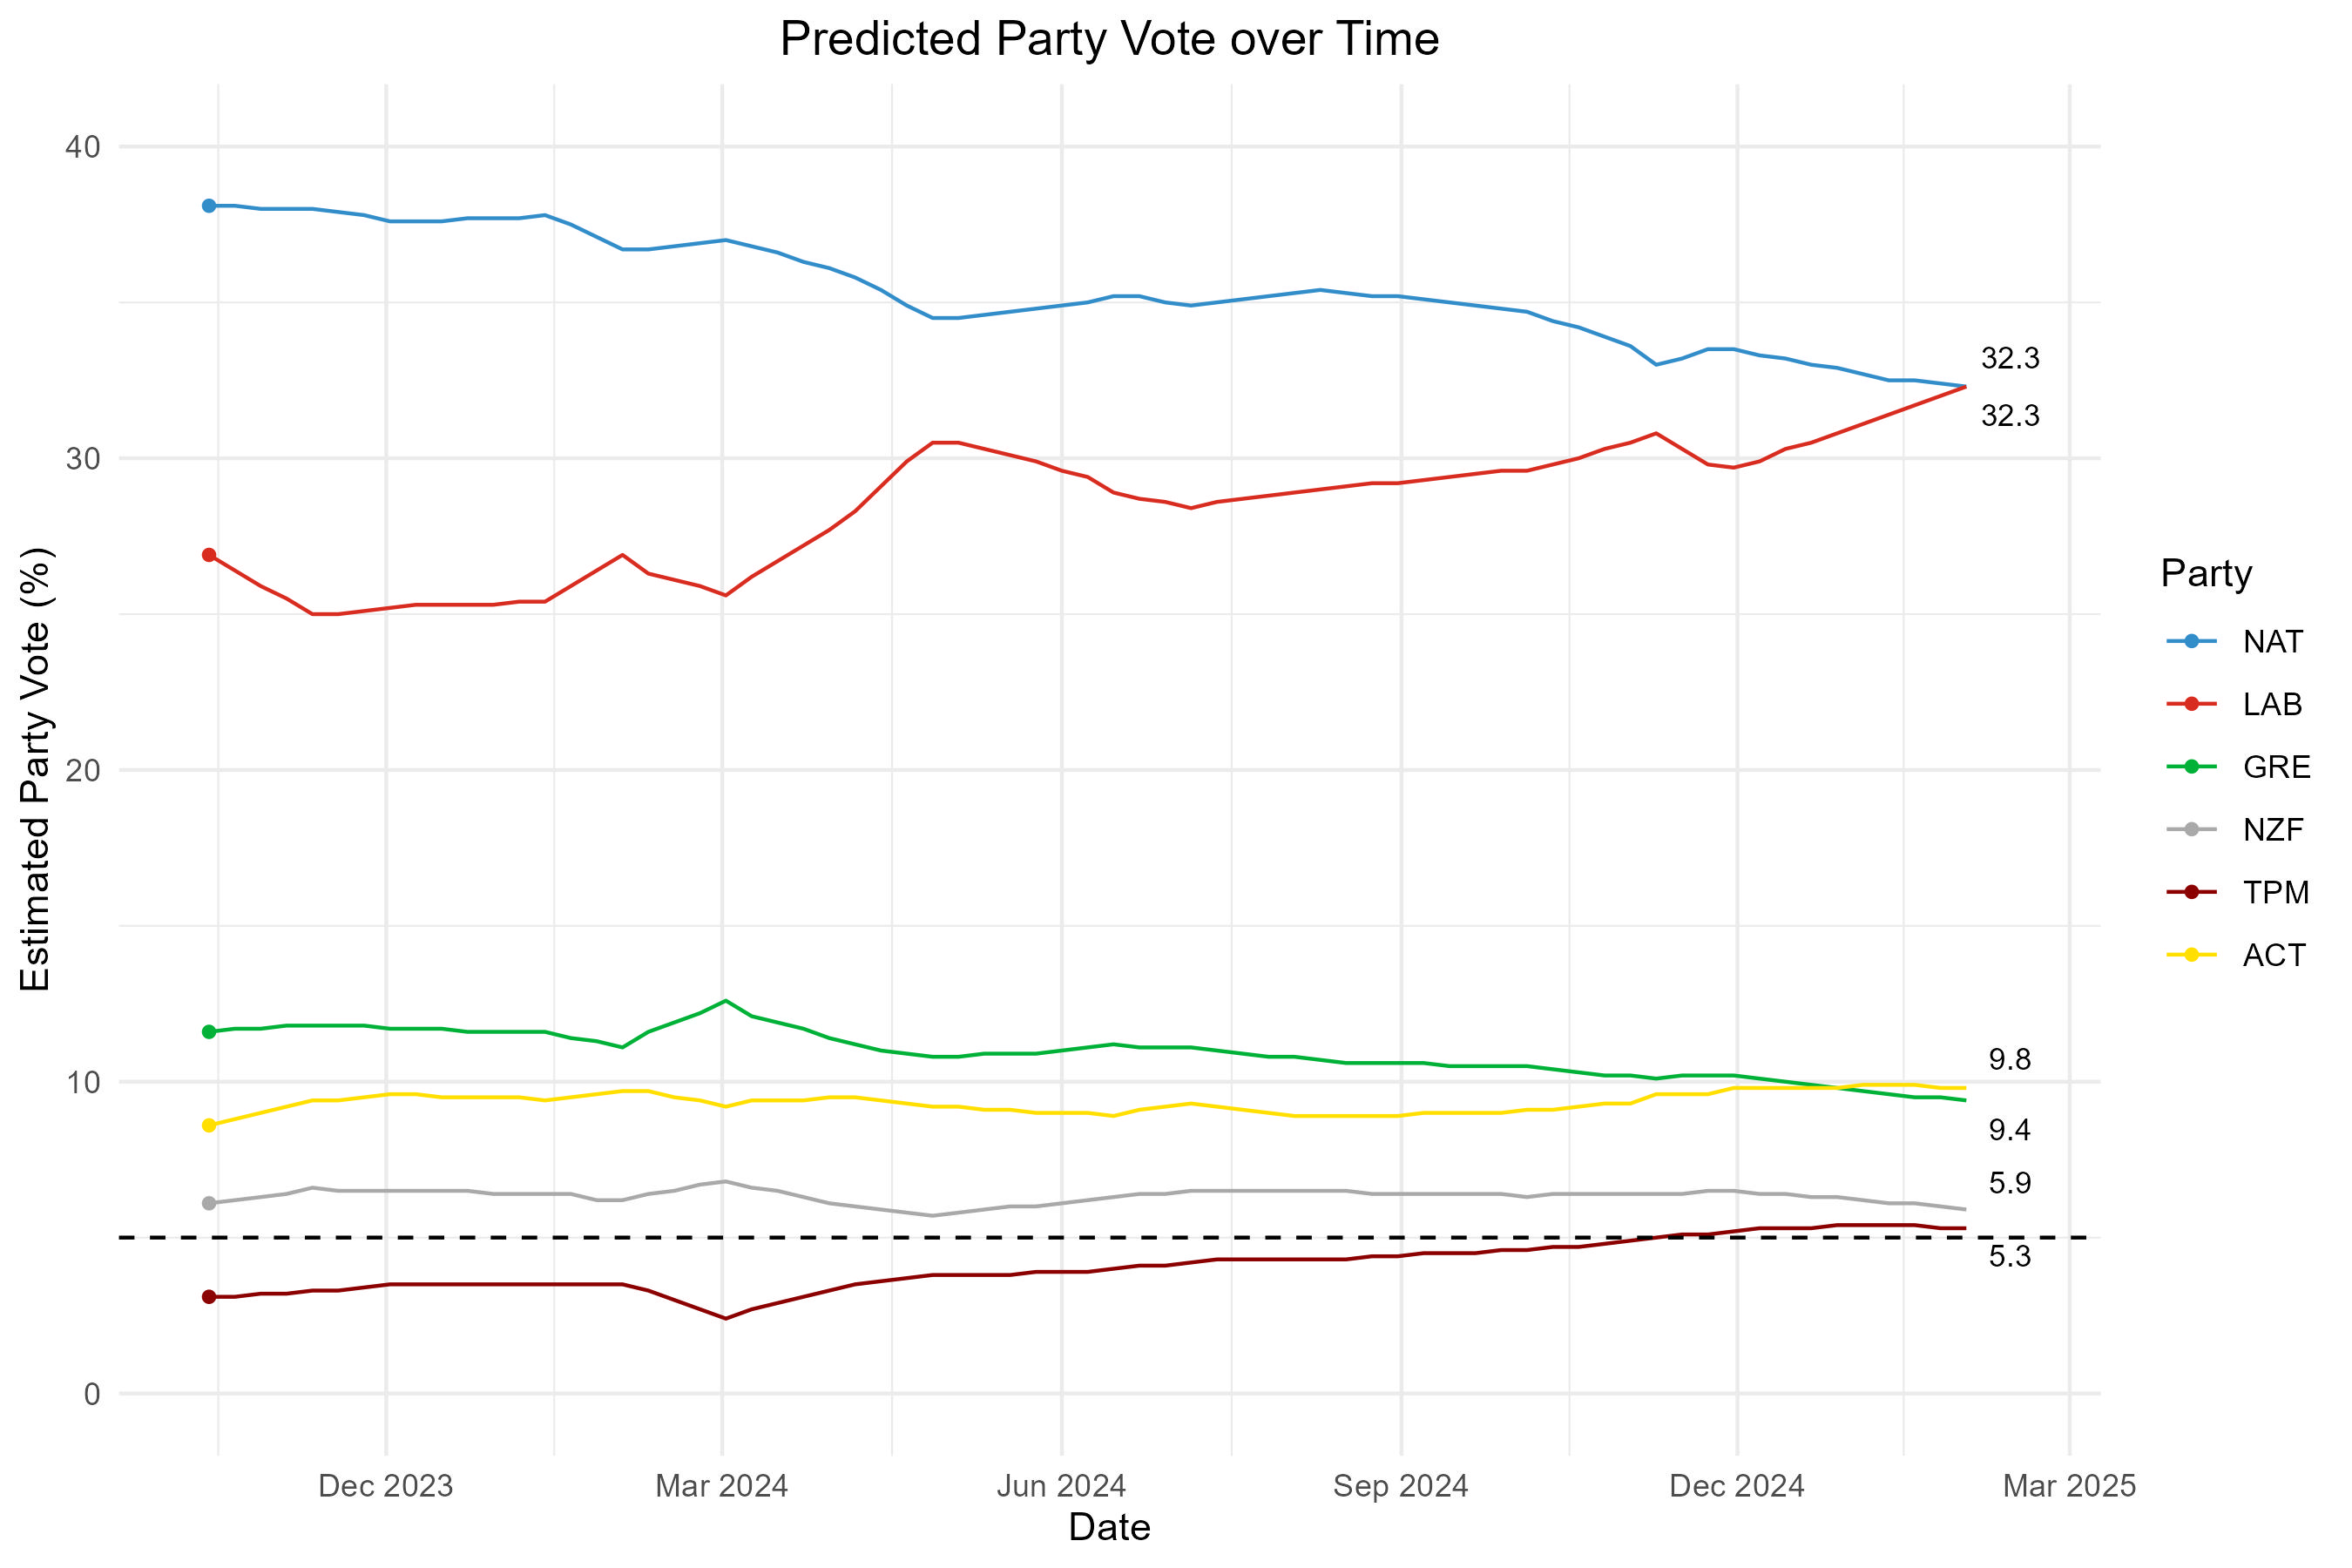 Predicted Party Vote over Time
Estimated Party Vote (%)
40
30
20
10
0
32.3
32.3
9.8
9.4
5.9
5.3
Dec 2023
Mar 2024
Jun 2024
Sep 2024
Dec 2024
Mar 2025
Date
Party
NAT
LAB
GRE
NZF
TPM
ACT